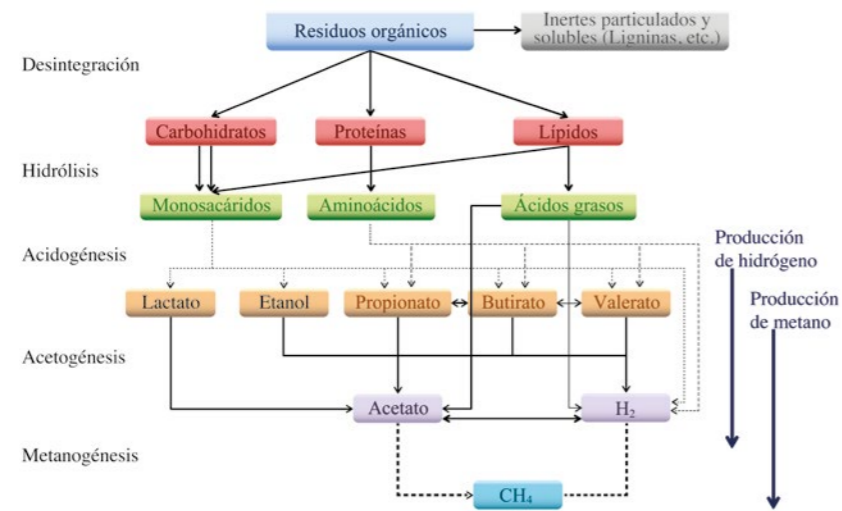 Residuos orgánicos
Inertes particulados y
solubles (Ligninas, etc.)
Desintegración
Carbohidratos
Proteínas
Lípidos
Hidrólisis
Monosacáridos
Aminoácidos
Ácidos grasos
Acidogénesis
Producción
de hidrógeno
Lactato
Etanol
Propionato
Butirato
Valerato
Producción
de metano
Acetogénesis
Acetato
H₂
Metanogénesis
CH₄